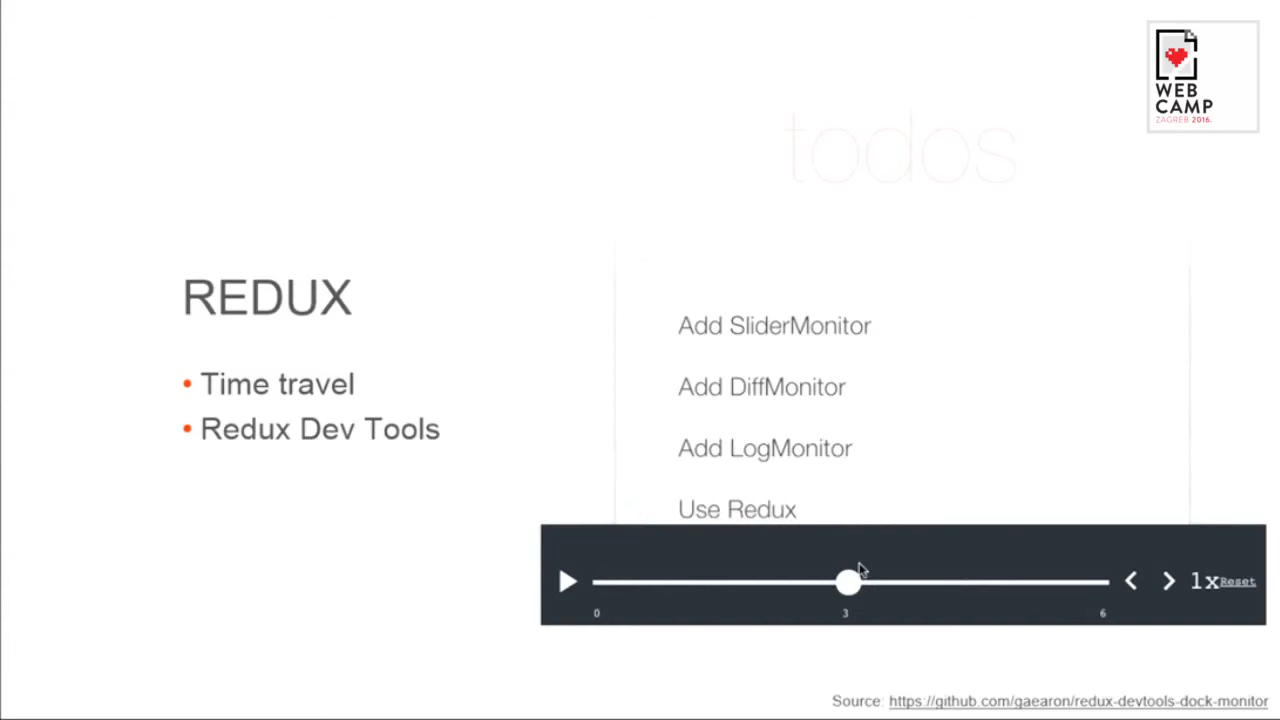 WEB
CAMP
ZAGREB 2016.
todos
REDUX
• Time travel
• Redux Dev Tools
Add SliderMonitor
Add DiffMonitor
Add LogMonitor
Use Redux
1x Reset
0 3 6
Source: https://github.com/gaearon/redux-devtools-dock-monitor